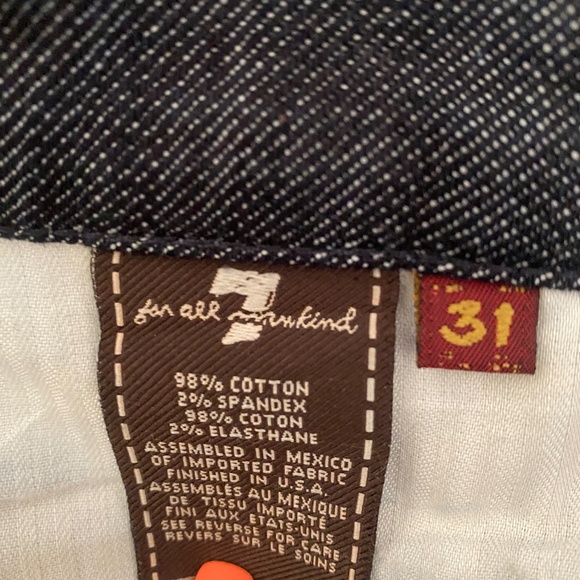 7
for all mankind
31
98% COTTON
2% SPANDEX
98% COTON
2% ELASTHANE
ASSEMBLED IN MEXICO
OF IMPORTED FABRIC
FINISHED IN U.S.A.
ASSEMBLÉS AU MEXIQUE
DE TISSU IMPORTÉ
FINI AUX ETATS-UNIS
SEE REVERSE FOR CARE
REVERS SUR LE SOINS